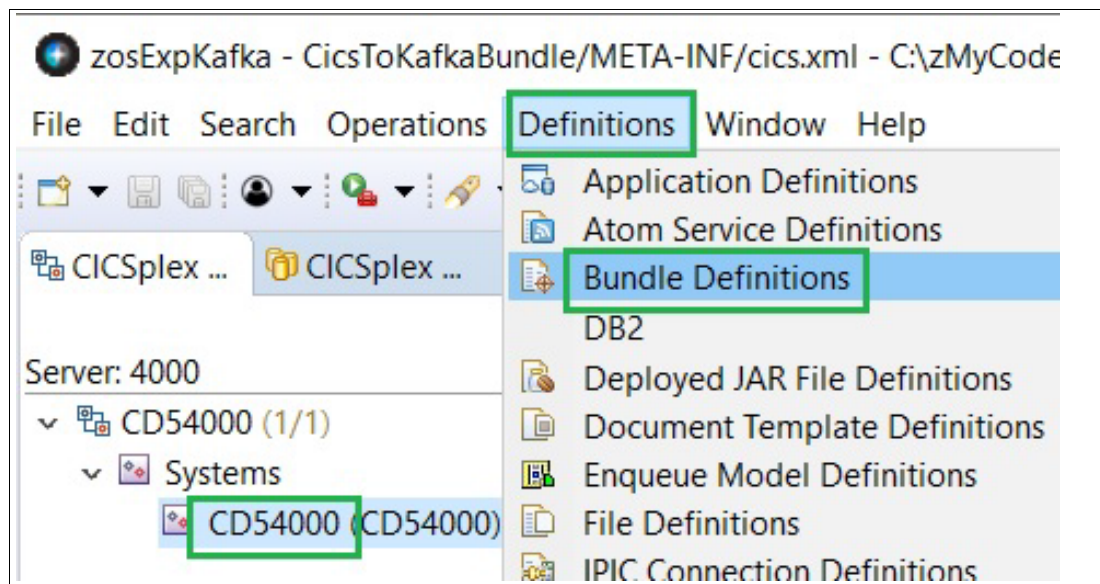 zosExpKafka - CicsToKafkaBundle/META-INF/cics.xml - C:\zMyCode
File Edit Search Operations Definitions Window Help
Application Definitions
Atom Service Definitions
CICSplex ... CICSplex ... Bundle Definitions
DB2
Server: 4000 Deployed JAR File Definitions
CD54000 (1/1) Document Template Definitions
Systems Enqueue Model Definitions
CD54000 (CD54000) File Definitions
IPIC Connection Definitions